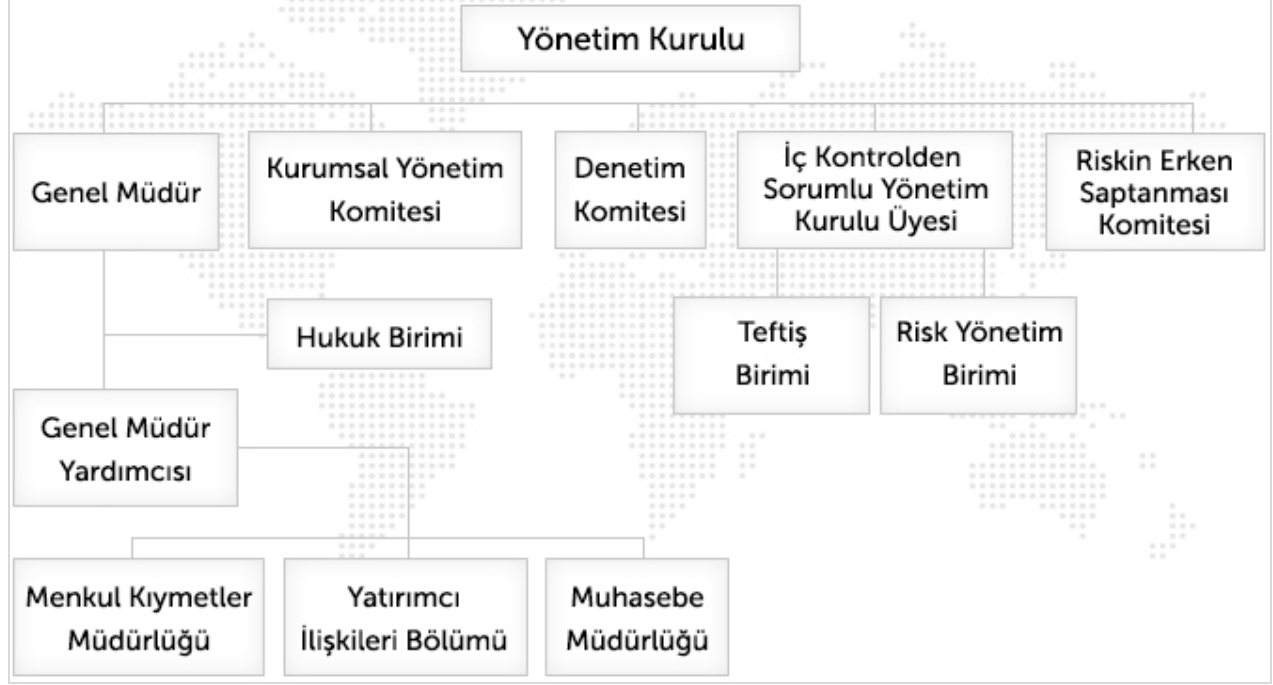 Yönetim Kurulu
Genel Müdür
Kurumsal Yönetim
Komitesi
Denetim
Komitesi
İç Kontrolden
Sorumlu Yönetim
Kurulu Üyesi
Riskin Erken
Saptanması
Komitesi
Hukuk Birimi
Teftiş
Birimi
Risk Yönetim
Birimi
Genel Müdür
Yardımcısı
Menkul Kıymetler
Müdürlüğü
Yatırımcı
İlişkileri Bölümü
Muhasebe
Müdürlüğü